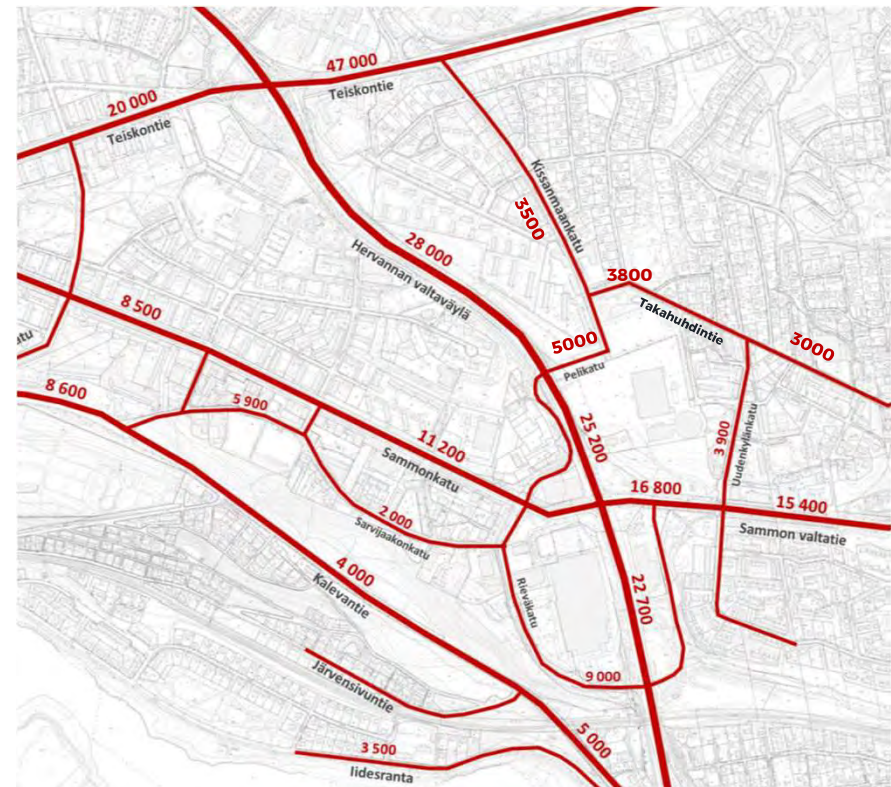 47 000
Teiskontie
20 000
Teiskontie
Kissanmaankatu
3500
28 000
Hervannan valtaväylä
3800
Takahuhdintie
3000
8 500
atu
5000
Pelikatu
8 600
5 900
25 200
3 900
Uudenkylänkatu
11 200
Sammonkatu
16 800
15 400
Sammon valtatie
2 000
Sarvijaakonkatu
4 000
Kalevantie
Rieväkatu
22 700
9 000
Järvensivuntie
5 000
3 500
Iidesranta